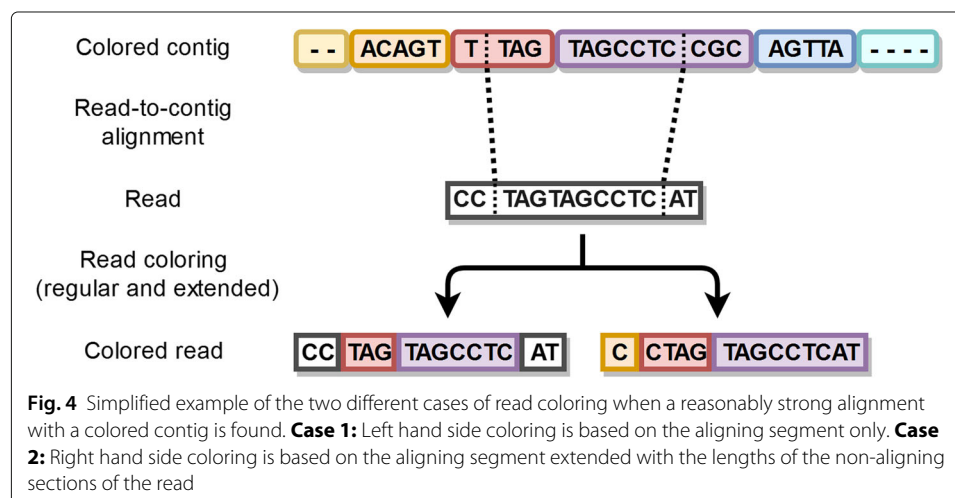 Colored contig - - ACAGT T TAG TAGCCTC CGC AGTTA - - - -
Read-to-contig
alignment
Read CC TAGTAGCCTC AT
Read coloring
(regular and extended)
Colored read CC TAG TAGCCTC AT C CTAG TAGCCTCAT
Fig. 4 Simplified example of the two different cases of read coloring when a reasonably strong alignment
with a colored contig is found. Case 1: Left hand side coloring is based on the aligning segment only. Case
2: Right hand side coloring is based on the aligning segment extended with the lengths of the non-aligning
sections of the read